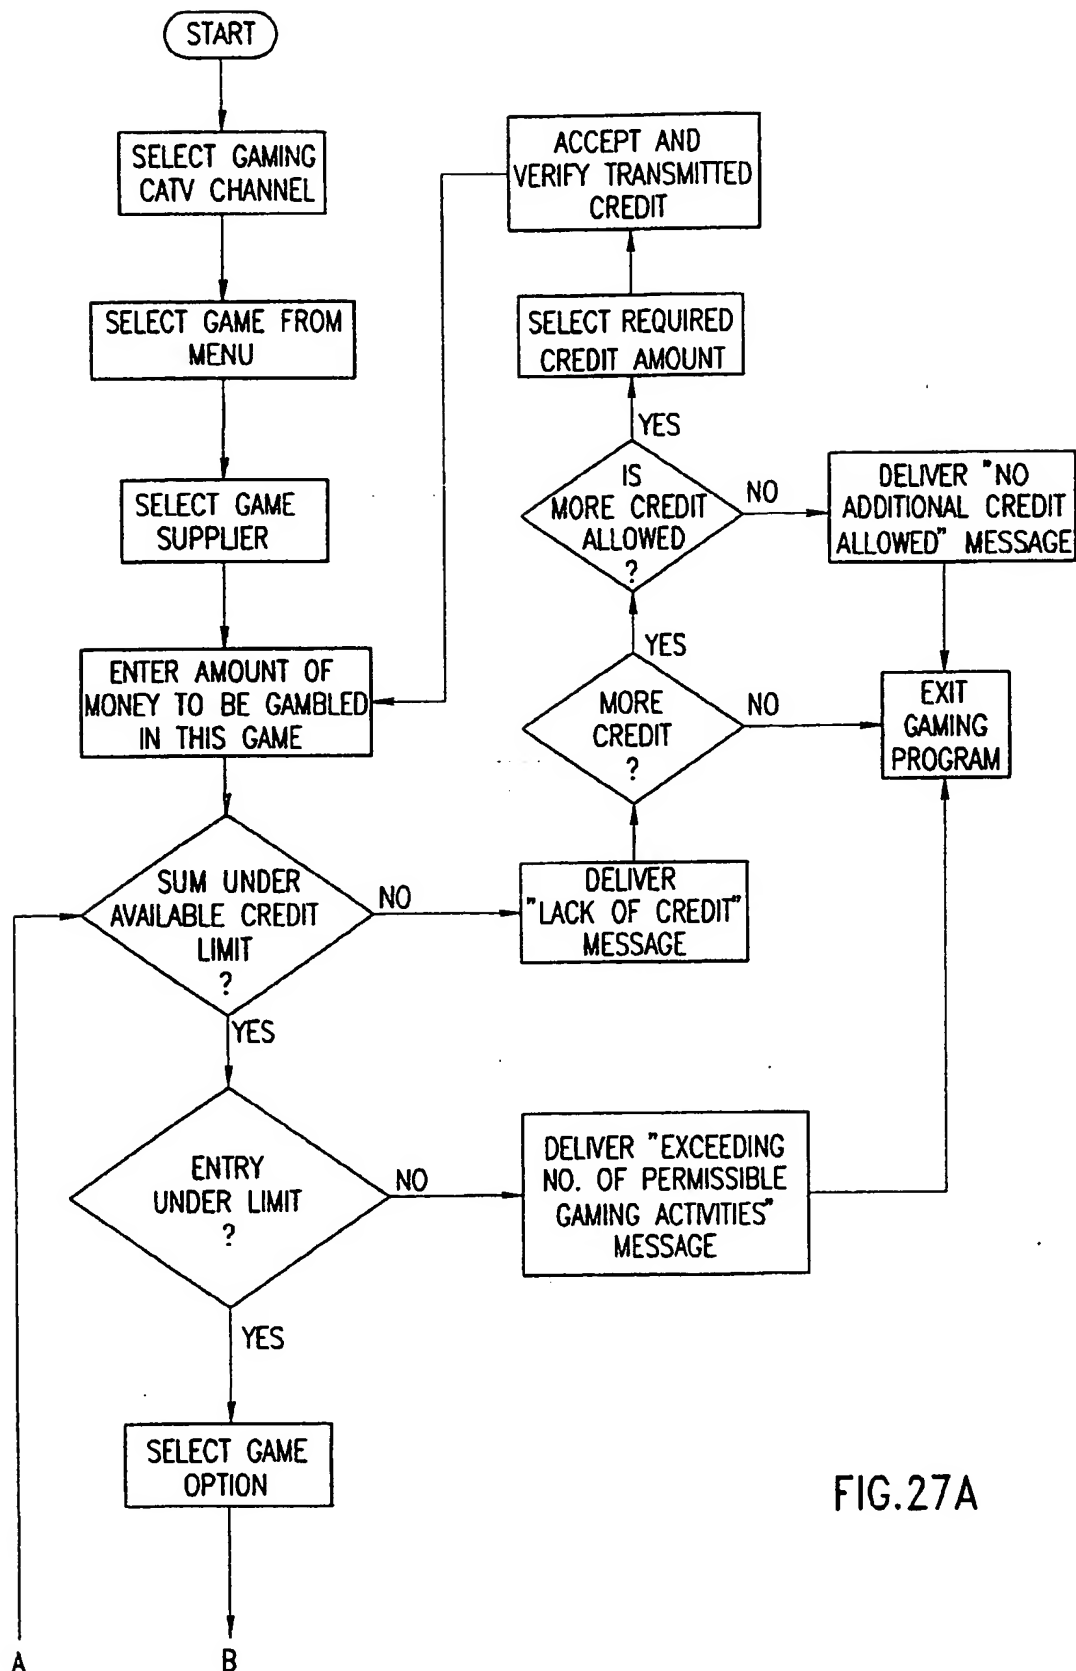 START
SELECT GAMING
CATV CHANNEL
SELECT GAME FROM
MENU
SELECT GAME
SUPPLIER
ENTER AMOUNT OF
MONEY TO BE GAMBLED
IN THIS GAME
SUM UNDER
AVAILABLE CREDIT
LIMIT
?
NO
YES
ENTRY
UNDER LIMIT
?
NO
YES
SELECT GAME
OPTION
A
B
ACCEPT AND
VERIFY TRANSMITTED
CREDIT
SELECT REQUIRED
CREDIT AMOUNT
YES
IS
MORE CREDIT
ALLOWED
?
NO
YES
MORE
CREDIT
?
NO
DELIVER
"LACK OF CREDIT"
MESSAGE
DELIVER "EXCEEDING
NO. OF PERMISSIBLE
GAMING ACTIVITIES"
MESSAGE
DELIVER "NO
ADDITIONAL CREDIT
ALLOWED" MESSAGE
EXIT
GAMING
PROGRAM
FIG.27A